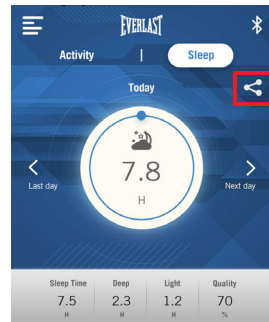 EVERLAST
Activity | Sleep
Today
7.8
H
Last day
Next day
Sleep Time Deep Light Quality
7.5 2.3 1.2 70
H H H %